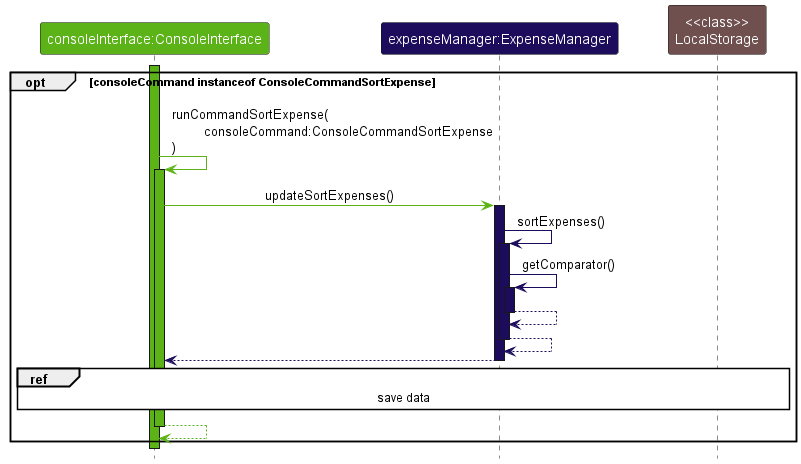 <<class>>
consoleInterface:ConsoleInterface
expenseManager:ExpenseManager
LocalStorage
opt
[consoleCommand instanceof ConsoleCommandSortExpense]
runCommandSortExpense(
consoleCommand:ConsoleCommandSortExpense
)
updateSortExpenses()
sortExpenses()
getComparator()
ref
save data